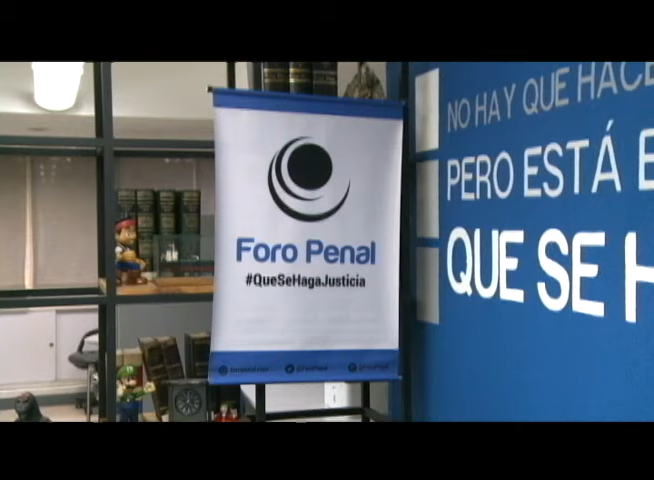 Foro Penal
#QueSeHagaJusticia
NO HAY QUE HACE
PERO ESTÁ E
QUE SE H